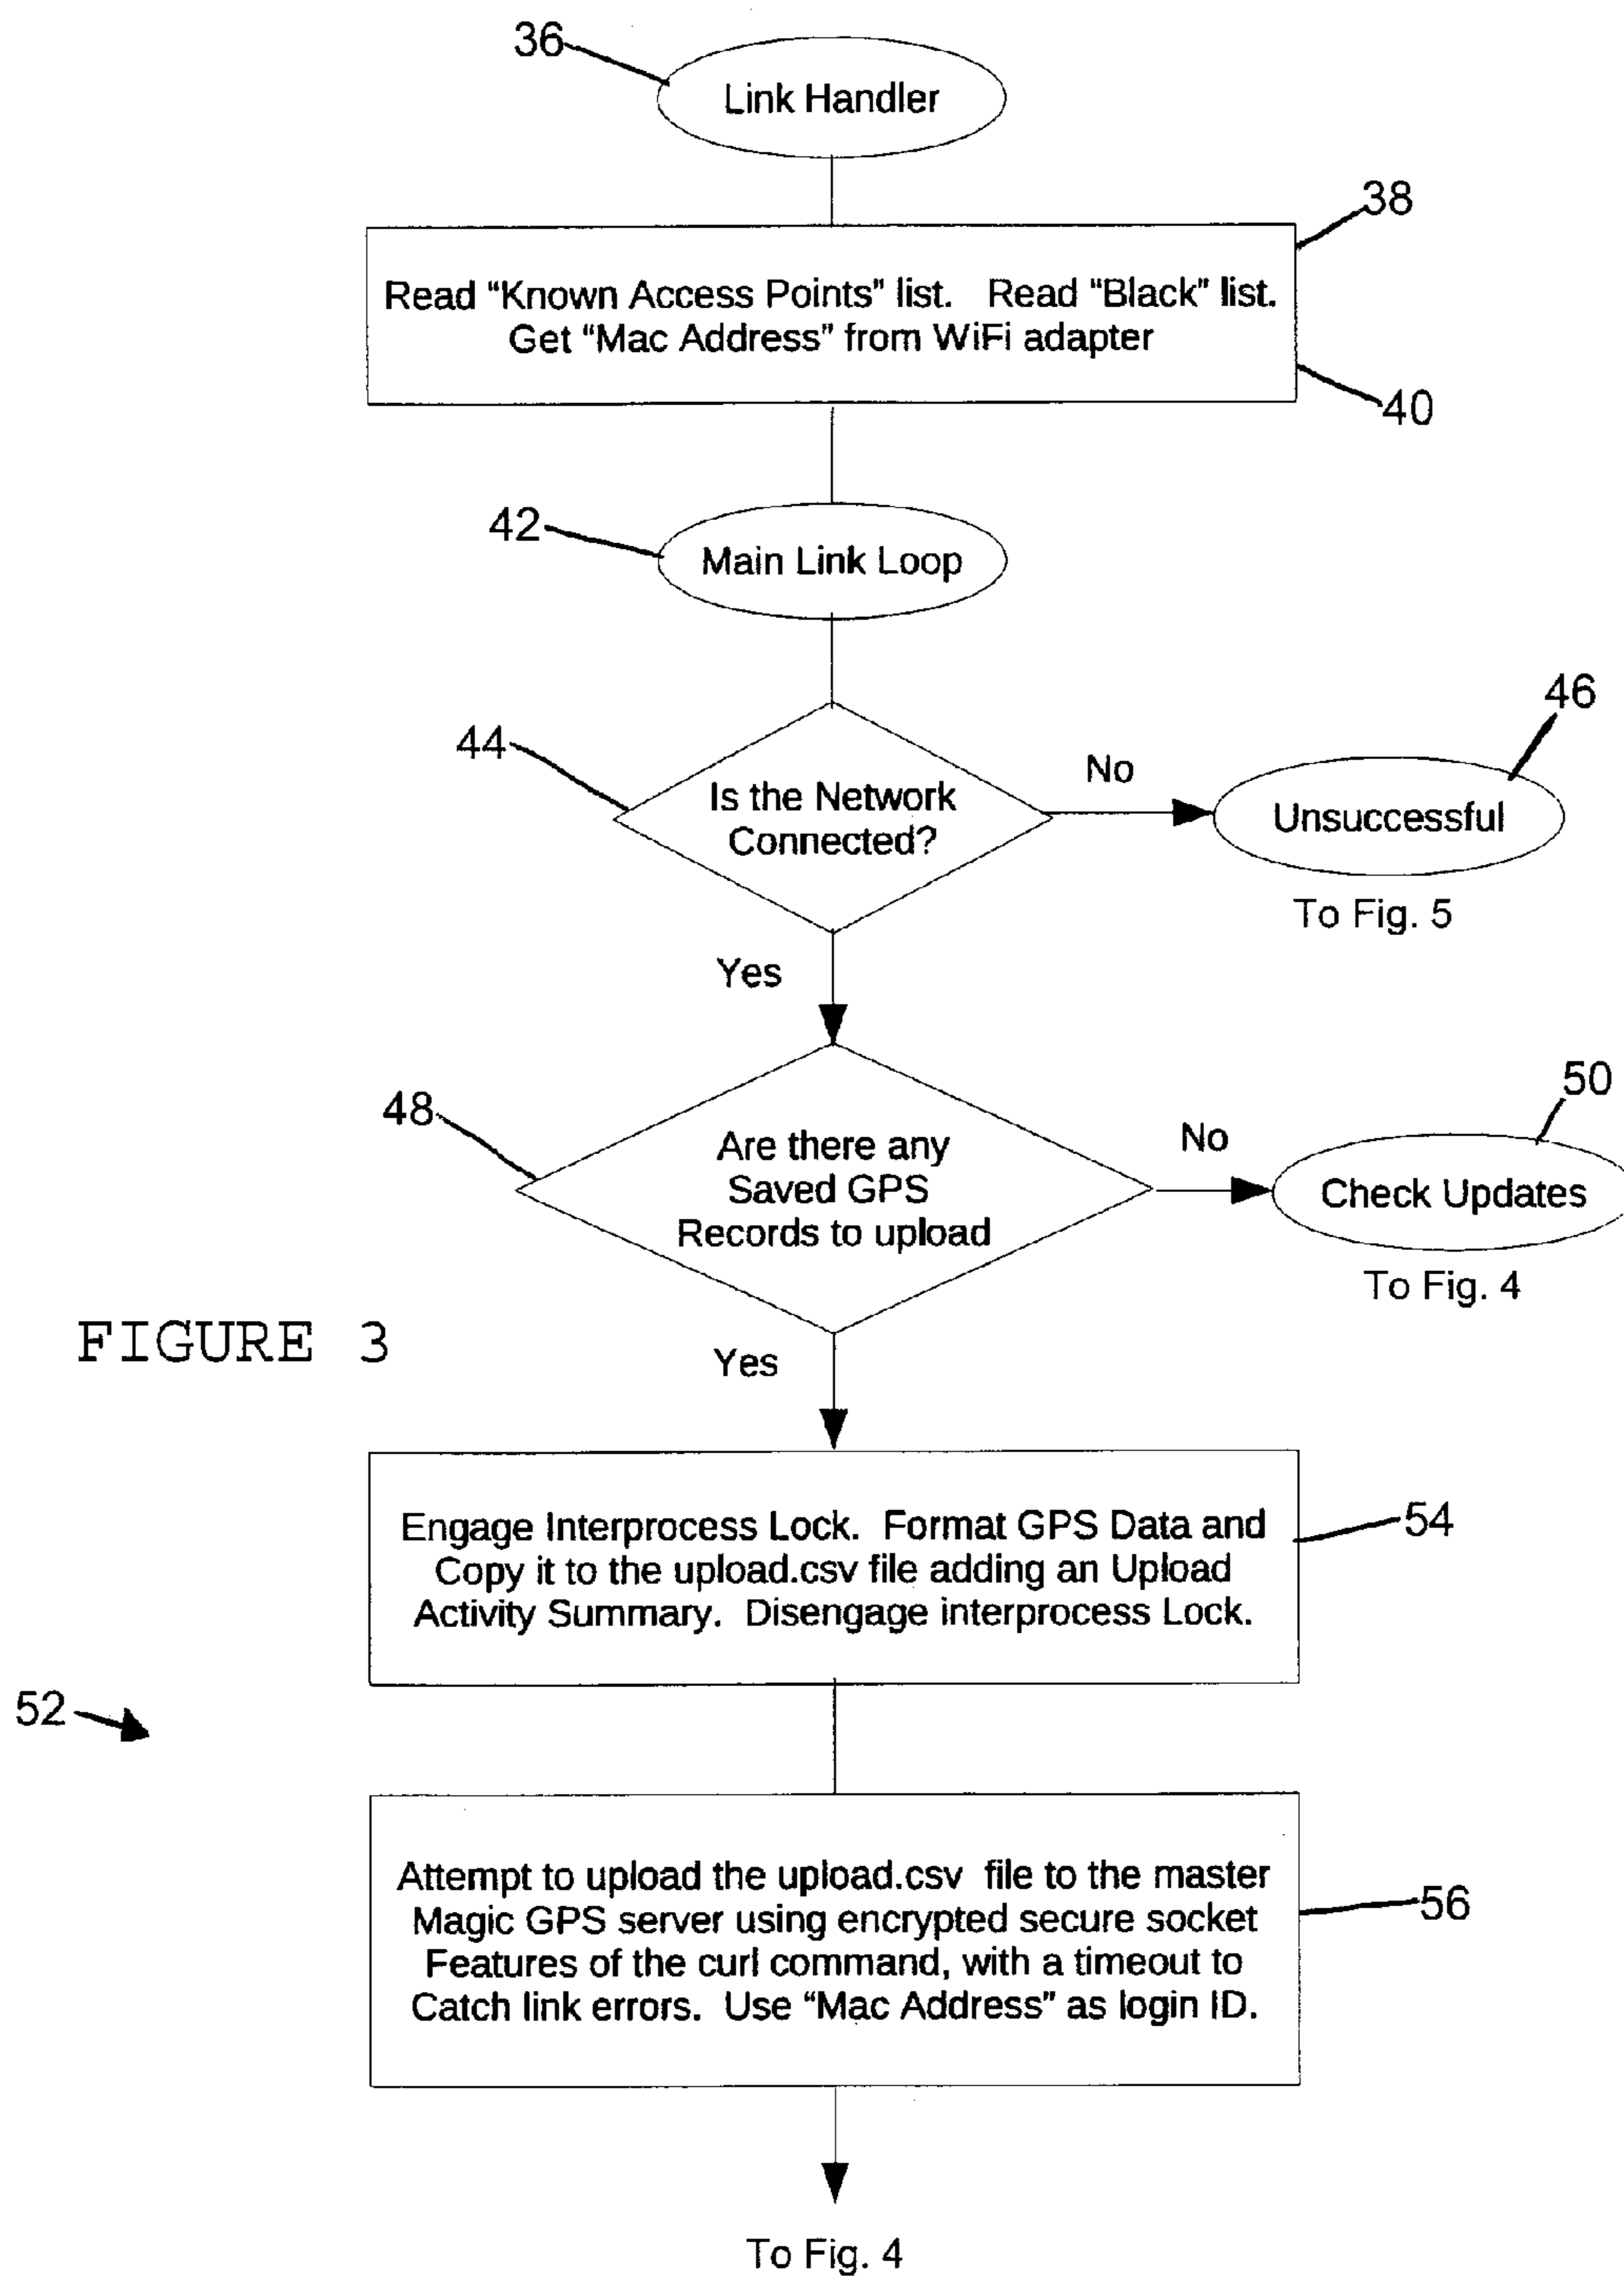 36
Link Handler
38
Read “Known Access Points” list. Read “Black” list.
Get “Mac Address” from WiFi adapter
40
42
Main Link Loop
44
Is the Network
Connected?
No
46
Unsuccessful
To Fig. 5
Yes
48
Are there any
Saved GPS
Records to upload
No
50
Check Updates
To Fig. 4
FIGURE 3
Yes
54
Engage Interprocess Lock. Format GPS Data and
Copy it to the upload.csv file adding an Upload
Activity Summary. Disengage interprocess Lock.
52
56
Attempt to upload the upload.csv file to the master
Magic GPS server using encrypted secure socket
Features of the curl command, with a timeout to
Catch link errors. Use “Mac Address” as login ID.
To Fig. 4